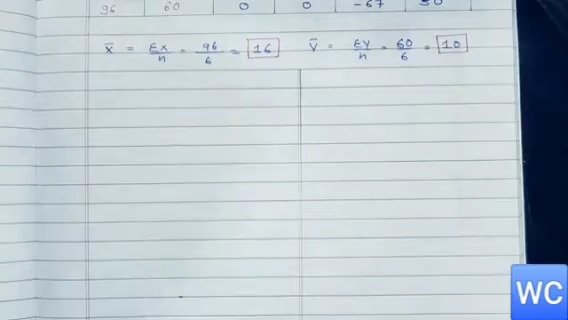 96 60 0 0 -67 50
x̄ = Σx/n = 96/6 = 16 ȳ = Σy/n = 60/6 = 10
WC